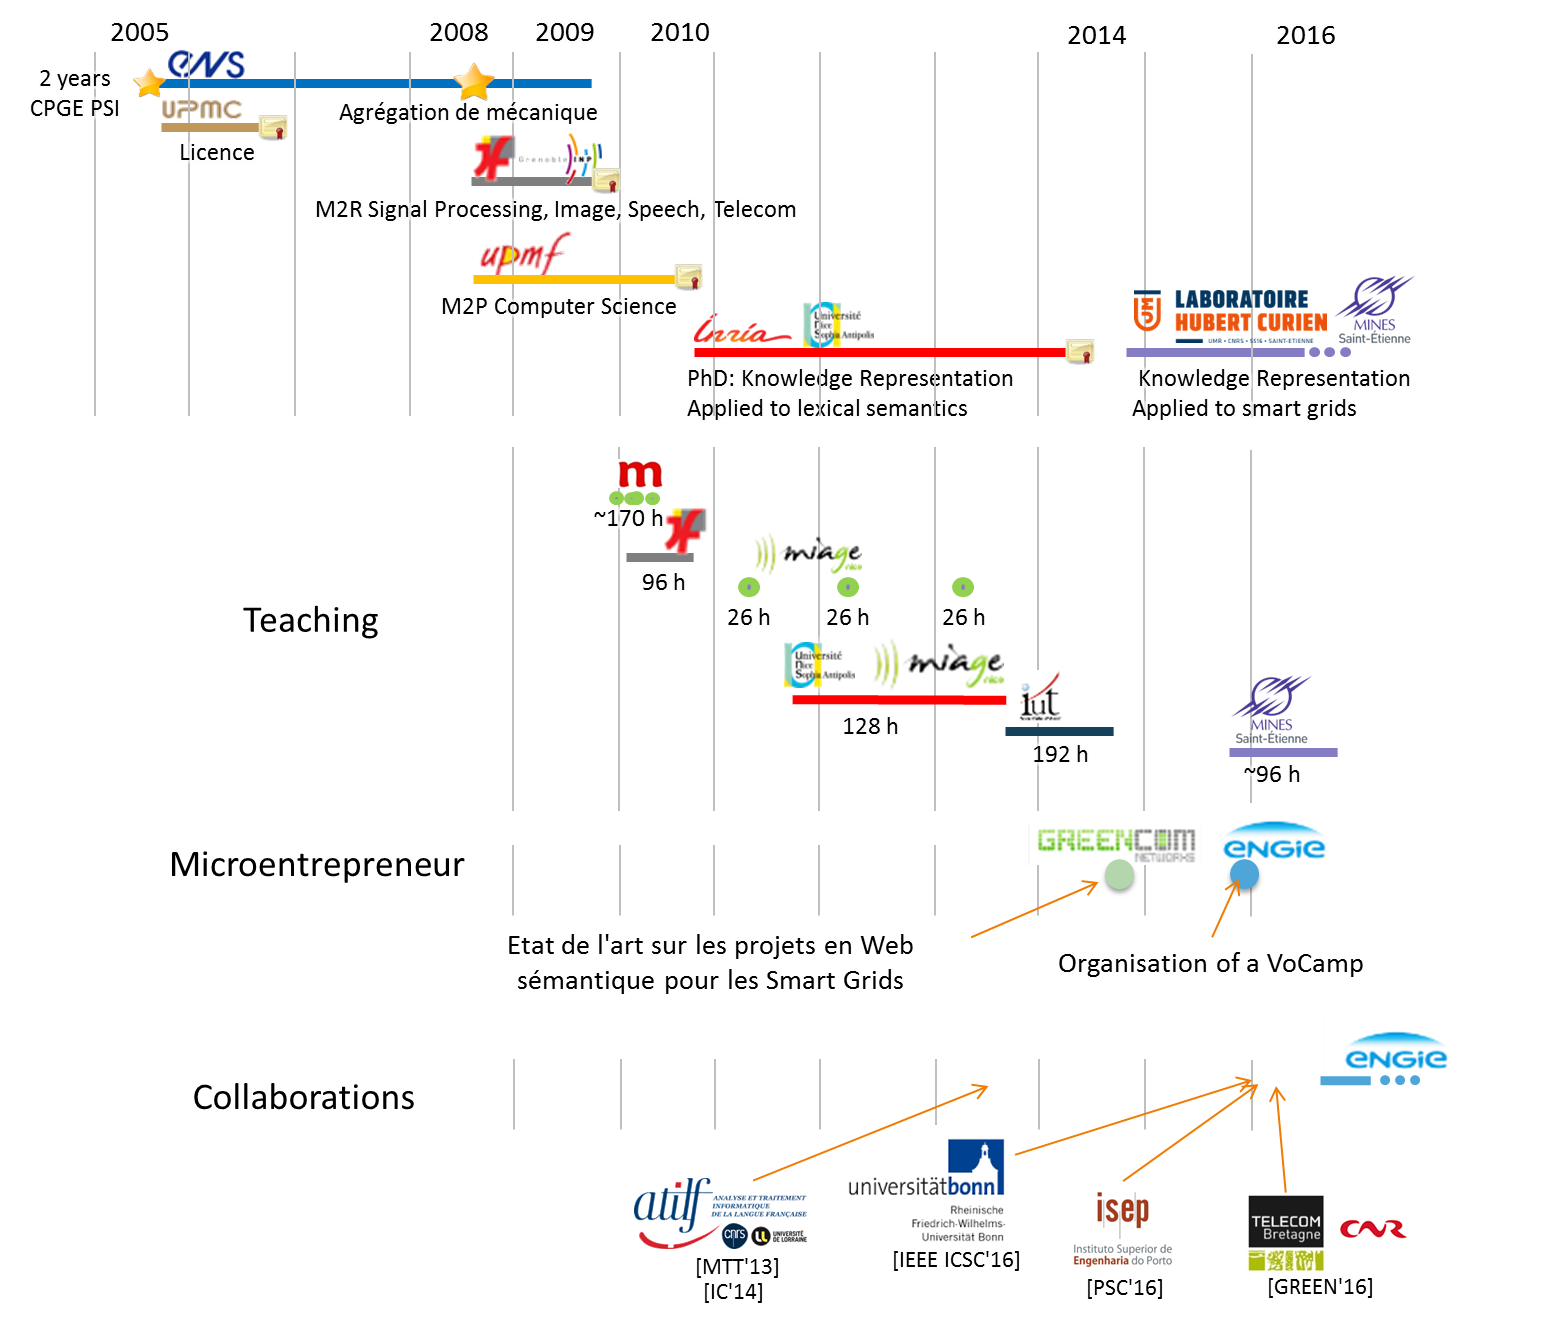 2005 2008 2009 2010 2014 2016
2 years
CPGE PSI
ENS
UPMC
Licence
Agrégation de mécanique
Grenoble INP
M2R Signal Processing, Image, Speech, Telecom
upmf
M2P Computer Science
inria
Université
Nice
Sophia Antipolis
PhD: Knowledge Representation
Applied to lexical semantics
UJM
LABORATOIRE
HUBERT CURIEN
UMR • CNRS • 5516 • SAINT-ETIENNE
MINES
Saint-Étienne
Knowledge Representation
Applied to smart grids
Teaching
m
~170 h
96 h
miage
nice
26 h 26 h 26 h
Université
Nice
Sophia Antipolis
miage
nice
128 h
iut
192 h
MINES
Saint-Étienne
~96 h
Microentrepreneur
GREENCOM
NETWORKS
ENGIE
Etat de l'art sur les projets en Web
sémantique pour les Smart Grids
Organisation of a VoCamp
Collaborations
ENGIE
atilf
ANALYSE ET TRAITEMENT
INFORMATIQUE
DE LA LANGUE FRANÇAISE
cnrs
UNIVERSITÉ
DE LORRAINE
[MTT'13]
[IC'14]
universitätbonn
Rheinische
Friedrich-Wilhelms-
Universität Bonn
[IEEE ICSC'16]
isep
Instituto Superior de
Engenharia do Porto
[PSC'16]
TELECOM
Bretagne
CNR
[GREEN'16]